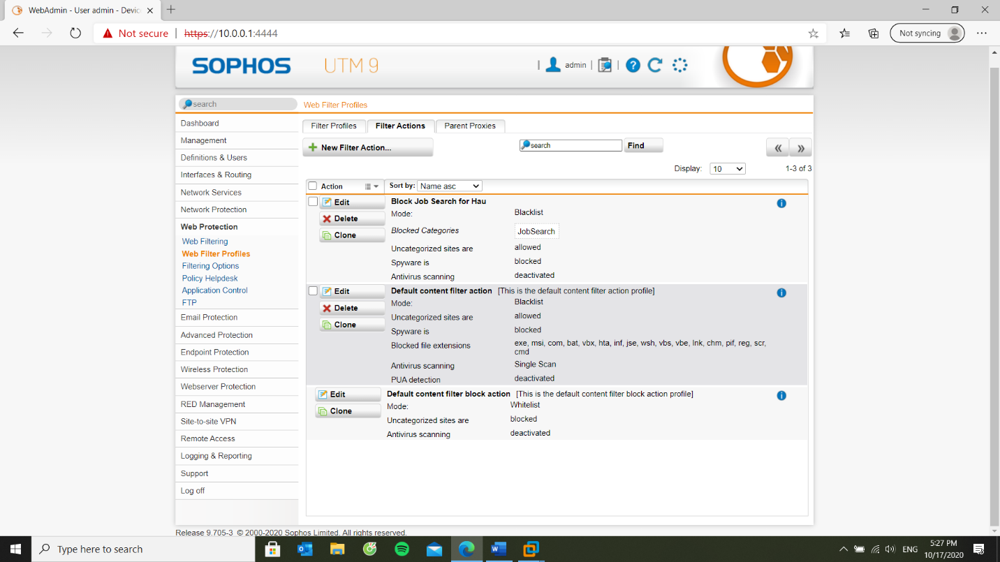 WebAdmin - User admin - Devic
Not secure | https://10.0.0.1:4444
Not syncing
SOPHOS UTM 9
| admin | |
search
Web Filter Profiles
Dashboard
Management
Definitions & Users
Interfaces & Routing
Network Services
Network Protection
Web Protection
Web Filtering
Web Filter Profiles
Filtering Options
Policy Helpdesk
Application Control
FTP
Email Protection
Advanced Protection
Endpoint Protection
Wireless Protection
Webserver Protection
RED Management
Site-to-site VPN
Remote Access
Logging & Reporting
Support
Log off
Filter Profiles Filter Actions Parent Proxies
New Filter Action... search Find
Display: 10 1-3 of 3
Action Sort by: Name asc
Edit Block Job Search for Hau
Mode: Blacklist
Delete
Blocked Categories JobSearch
Clone
Uncategorized sites are allowed
Spyware is blocked
Antivirus scanning deactivated
Edit Default content filter action [This is the default content filter action profile]
Mode: Blacklist
Delete
Uncategorized sites are allowed
Clone
Spyware is blocked
Blocked file extensions exe, msi, com, bat, vbx, hta, inf, jse, wsh, vbs, vbe, lnk, chm, pif, reg, scr,
cmd
Antivirus scanning Single Scan
PUA detection deactivated
Edit Default content filter block action [This is the default content filter block action profile]
Mode: Whitelist
Clone
Uncategorized sites are blocked
Antivirus scanning deactivated
Release 9.705-3 © 2000-2020 Sophos Limited. All rights reserved.
Type here to search
ENG
5:27 PM
10/17/2020